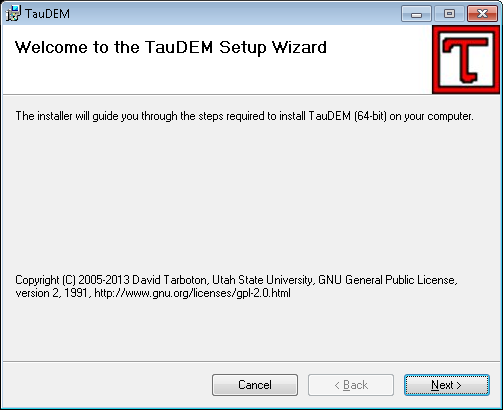 TauDEM
Welcome to the TauDEM Setup Wizard
The installer will guide you through the steps required to install TauDEM (64-bit) on your computer.
Copyright (C) 2005-2013 David Tarboton, Utah State University, GNU General Public License,
version 2, 1991, http://www.gnu.org/licenses/gpl-2.0.html
Cancel
< Back
Next >